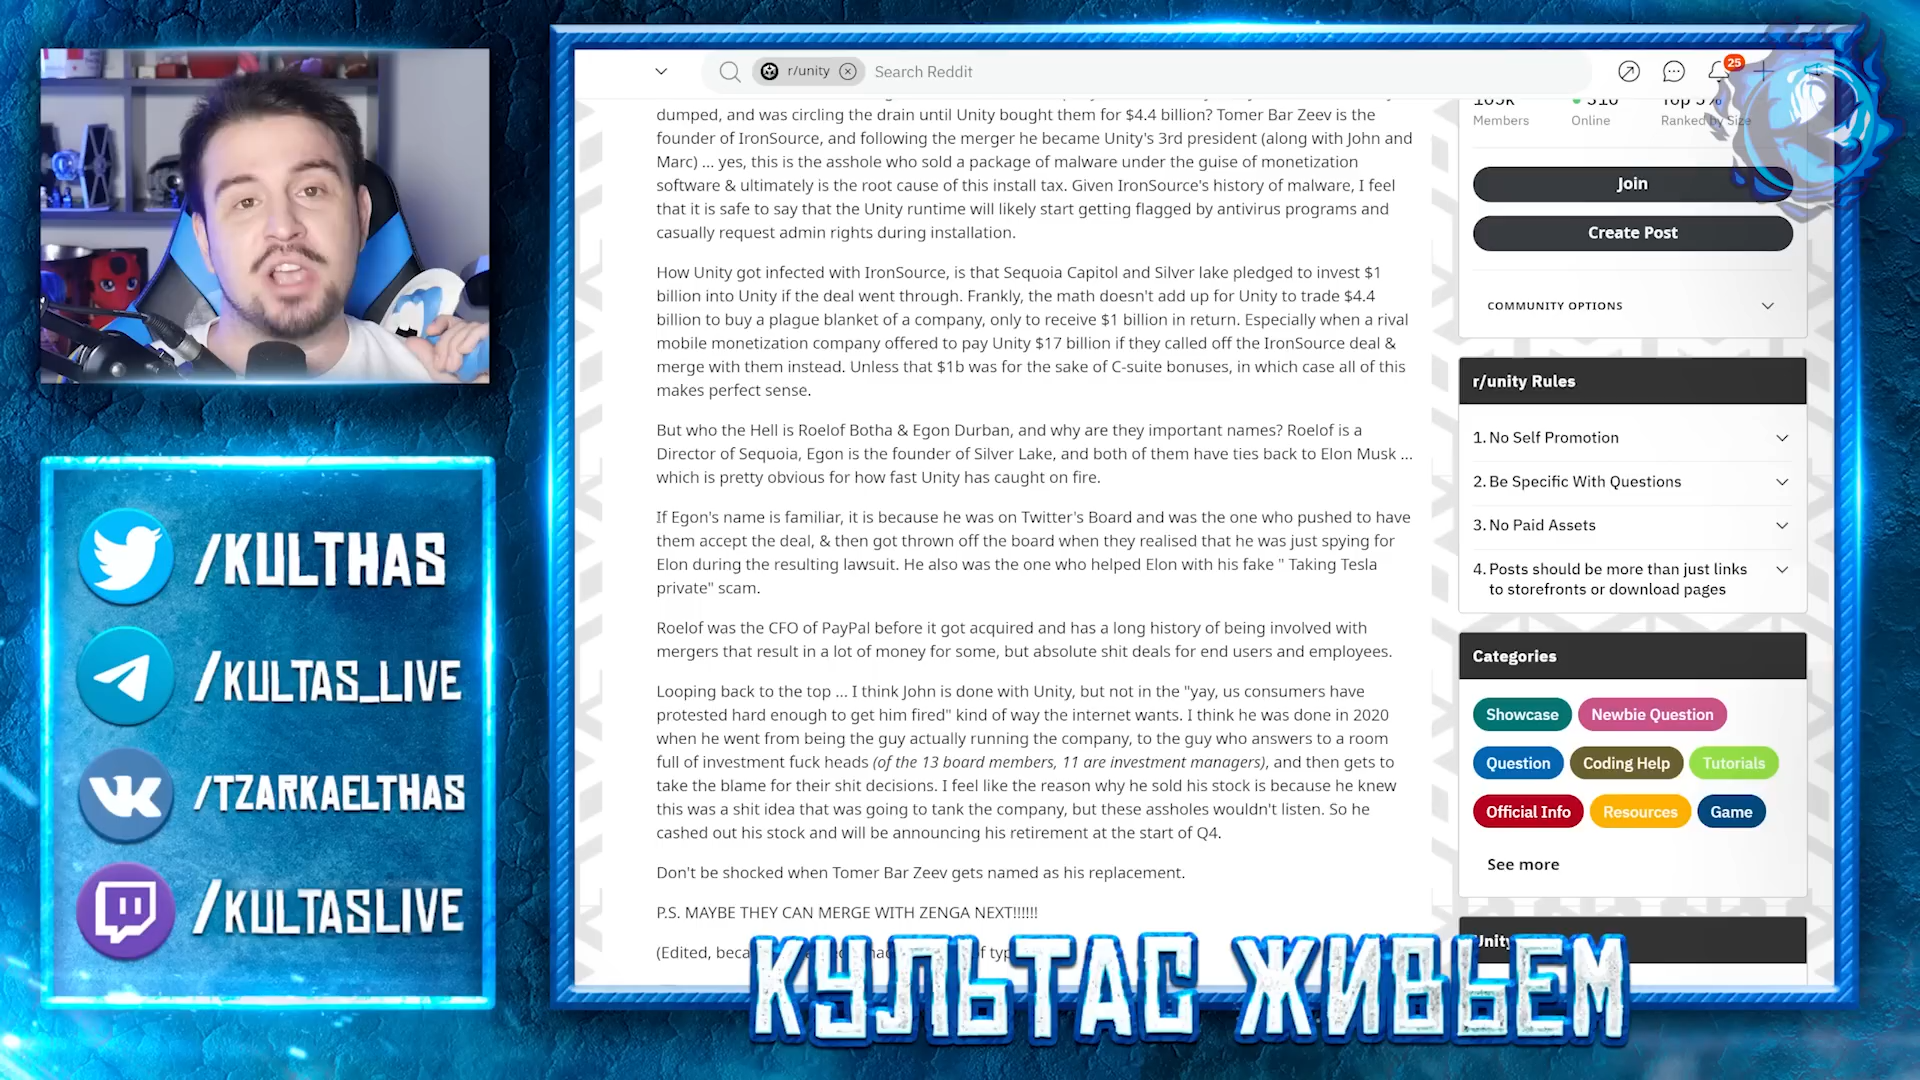 /KULTHAS
/KULTAS_LIVE
/TZARKAELTHAS
/KULTASLIVE
r/unity
Search Reddit
25
dumped, and was circling the drain until Unity bought them for $4.4 billion? Tomer Bar Zeev is the
founder of IronSource, and following the merger he became Unity's 3rd president (along with John and
Marc) ... yes, this is the asshole who sold a package of malware under the guise of monetization
software & ultimately is the root cause of this install tax. Given IronSource's history of malware, I feel
that it is safe to say that the Unity runtime will likely start getting flagged by antivirus programs and
casually request admin rights during installation.
How Unity got infected with IronSource, is that Sequoia Capitol and Silver lake pledged to invest $1
billion into Unity if the deal went through. Frankly, the math doesn't add up for Unity to trade $4.4
billion to buy a plague blanket of a company, only to receive $1 billion in return. Especially when a rival
mobile monetization company offered to pay Unity $17 billion if they called off the IronSource deal &
merge with them instead. Unless that $1b was for the sake of C-suite bonuses, in which case all of this
makes perfect sense.
But who the Hell is Roelof Botha & Egon Durban, and why are they important names? Roelof is a
Director of Sequoia, Egon is the founder of Silver Lake, and both of them have ties back to Elon Musk ...
which is pretty obvious for how fast Unity has caught on fire.
If Egon's name is familiar, it is because he was on Twitter's Board and was the one who pushed to have
them accept the deal, & then got thrown off the board when they realised that he was just spying for
Elon during the resulting lawsuit. He also was the one who helped Elon with his fake " Taking Tesla
private" scam.
Roelof was the CFO of PayPal before it got acquired and has a long history of being involved with
mergers that result in a lot of money for some, but absolute shit deals for end users and employees.
Looping back to the top ... I think John is done with Unity, but not in the "yay, us consumers have
protested hard enough to get him fired" kind of way the internet wants. I think he was done in 2020
when he went from being the guy actually running the company, to the guy who answers to a room
full of investment fuck heads (of the 13 board members, 11 are investment managers), and then gets to
take the blame for their shit decisions. I feel like the reason why he sold his stock is because he knew
this was a shit idea that was going to tank the company, but these assholes wouldn't listen. So he
cashed out his stock and will be announcing his retirement at the start of Q4.
Don't be shocked when Tomer Bar Zeev gets named as his replacement.
P.S. MAYBE THEY CAN MERGE WITH ZENGA NEXT!!!!!!
(Edited,
Members
Online
Top 5%
Ranked by Size
Join
Create Post
COMMUNITY OPTIONS
r/unity Rules
1. No Self Promotion
2. Be Specific With Questions
3. No Paid Assets
4. Posts should be more than just links
to storefronts or download pages
Categories
Showcase
Newbie Question
Question
Coding Help
Tutorials
Official Info
Resources
Game
See more
Unity
КУЛЬТАС ЖИВЬЕМ